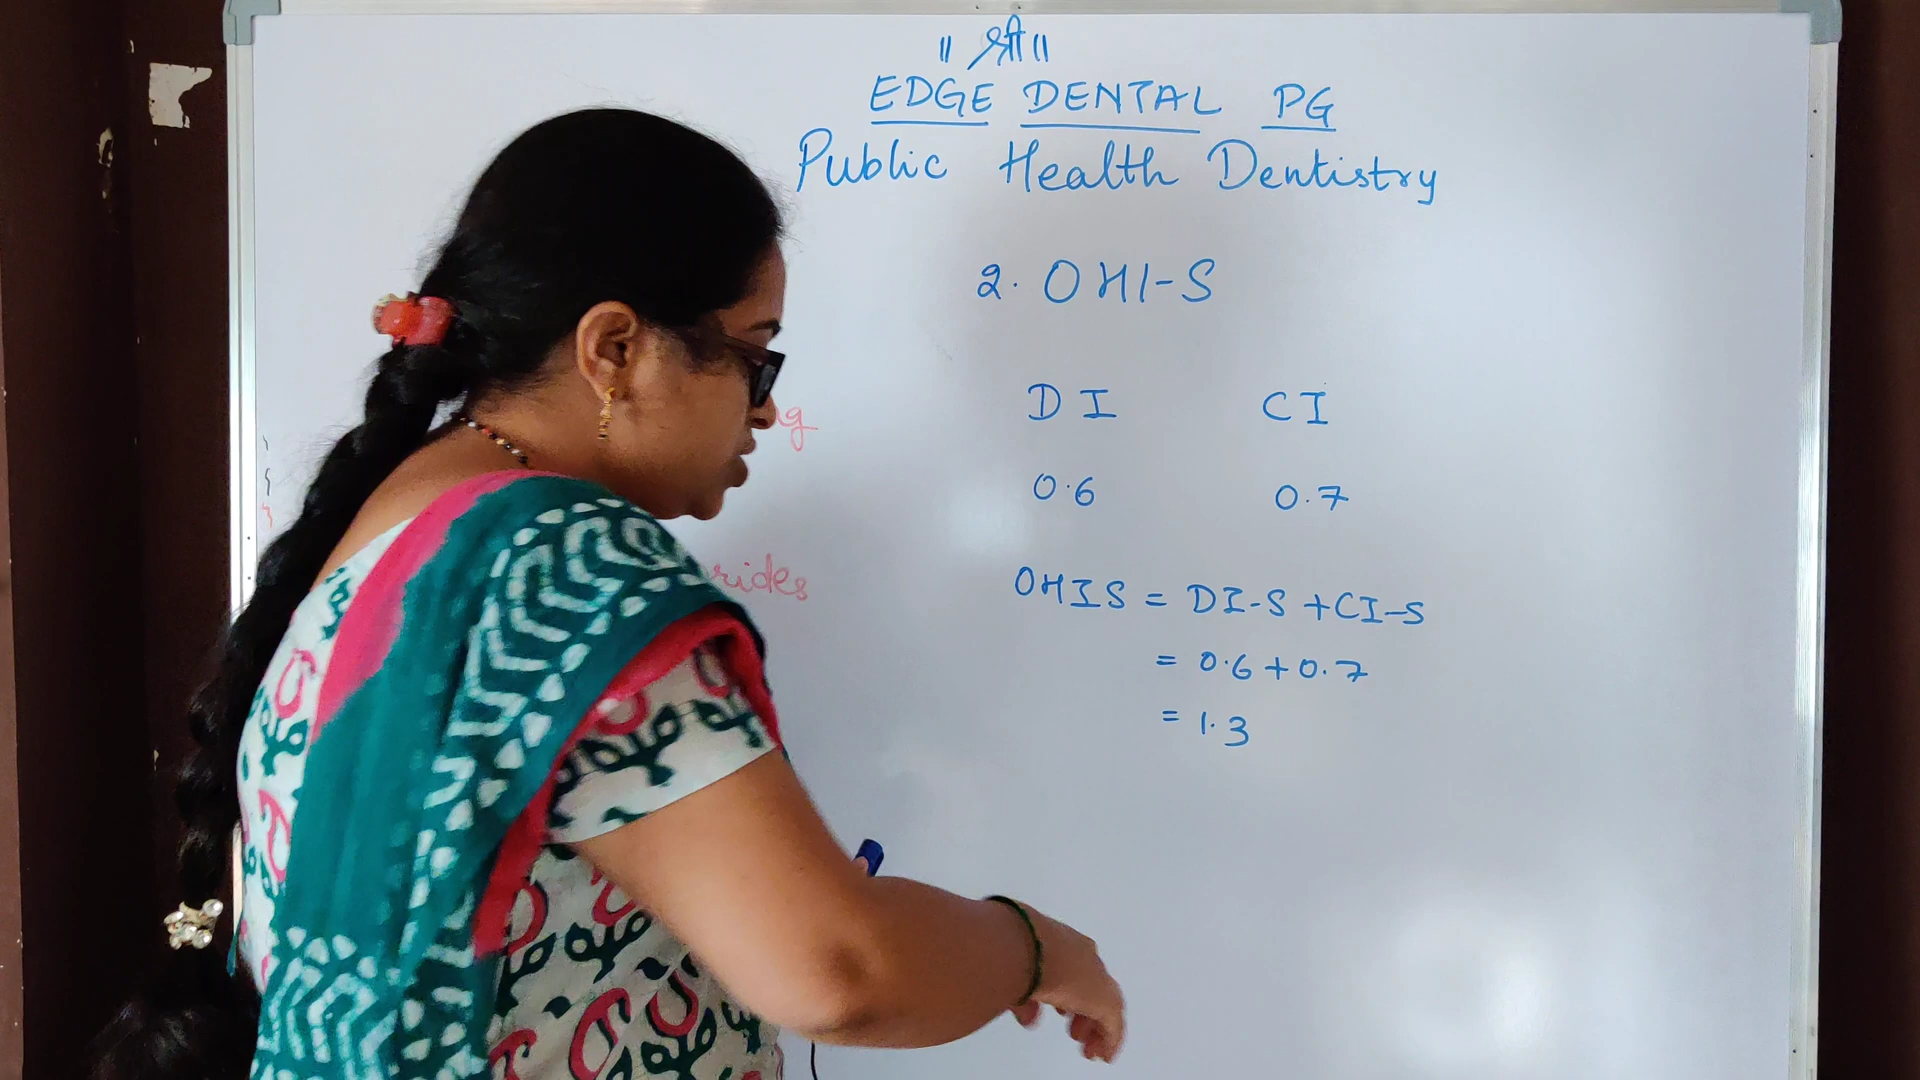 ॥ श्री ॥
EDGE DENTAL PG
Public Health Dentistry
2. OHI-S
DI CI
0.6 0.7
OHIS = DI-S + CI-S
= 0.6 + 0.7
= 1.3